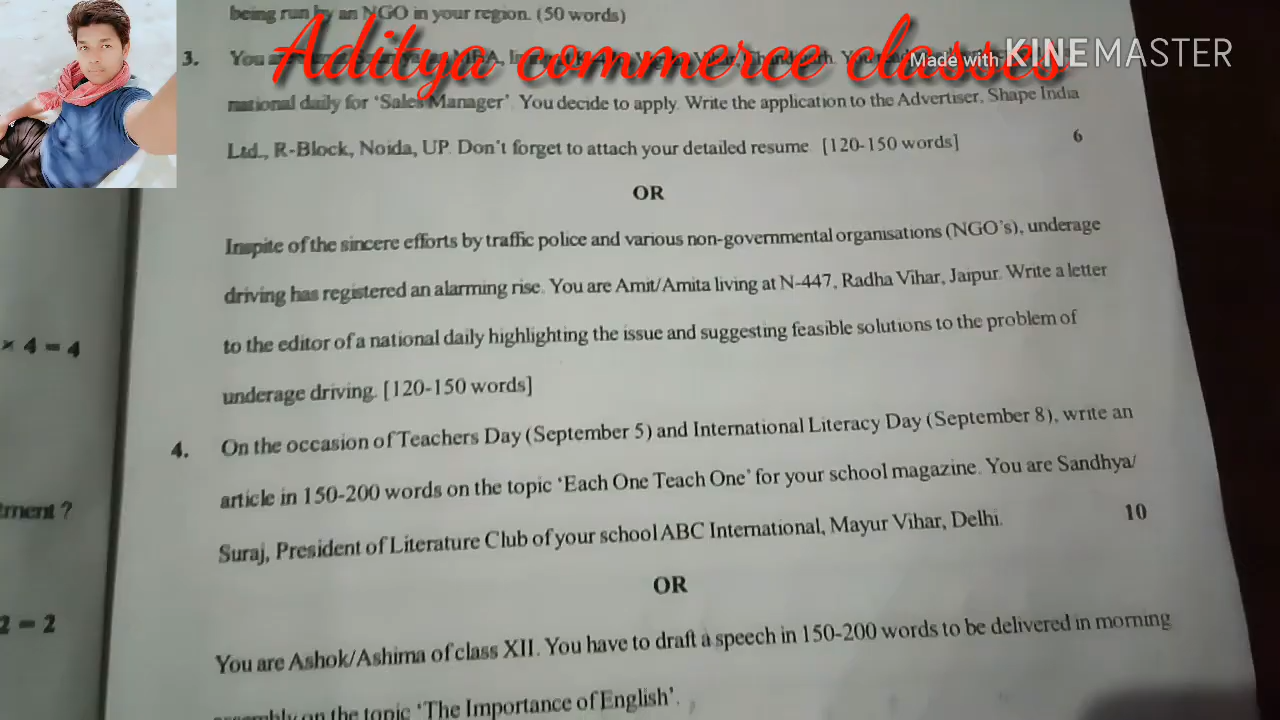 being run by an NGO in your region. (50 words)
Aditya commerce classes
Made with KINEMASTER
3. You
national daily for ‘Sales Manager’. You decide to apply. Write the application to the Advertiser, Shape India
Ltd., R-Block, Noida, UP. Don't forget to attach your detailed resume. [120-150 words] 6
OR
Inspite of the sincere efforts by traffic police and various non-governmental organisations (NGO's), underage
driving has registered an alarming rise. You are Amit/Amita living at N-447, Radha Vihar, Jaipur. Write a letter
to the editor of a national daily highlighting the issue and suggesting feasible solutions to the problem of
underage driving. [120-150 words]
× 4 = 4
4. On the occasion of Teachers Day (September 5) and International Literacy Day (September 8), write an
article in 150-200 words on the topic ‘Each One Teach One’ for your school magazine. You are Sandhya/
Suraj, President of Literature Club of your school ABC International, Mayur Vihar, Delhi. 10
tment ?
OR
2 = 2
You are Ashok/Ashima of class XII. You have to draft a speech in 150-200 words to be delivered in morning
assembly on the topic ‘The Importance of English’.